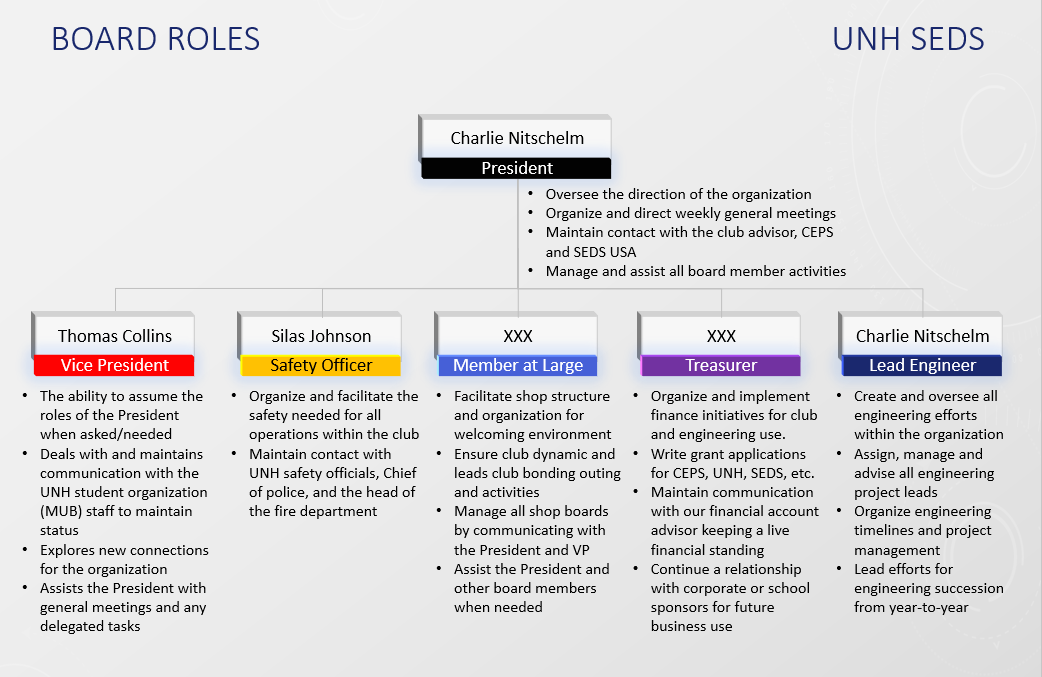 BOARD ROLES
UNH SEDS
Charlie Nitschelm
President
• Oversee the direction of the organization
• Organize and direct weekly general meetings
• Maintain contact with the club advisor, CEPS
and SEDS USA
• Manage and assist all board member activities
Thomas Collins
Vice President
• The ability to assume the
roles of the President
when asked/needed
• Deals with and maintains
communication with the
UNH student organization
(MUB) staff to maintain
status
• Explores new connections
for the organization
• Assists the President with
general meetings and any
delegated tasks
Silas Johnson
Safety Officer
• Organize and facilitate the
safety needed for all
operations within the club
• Maintain contact with
UNH safety officials, Chief
of police, and the head of
the fire department
XXX
Member at Large
• Facilitate shop structure
and organization for
welcoming environment
• Ensure club dynamic and
leads club bonding outing
and activities
• Manage all shop boards
by communicating with
the President and VP
• Assist the President and
other board members
when needed
XXX
Treasurer
• Organize and implement
finance initiatives for club
and engineering use.
• Write grant applications
for CEPS, UNH, SEDS, etc.
• Maintain communication
with our financial account
advisor keeping a live
financial standing
• Continue a relationship
with corporate or school
sponsors for future
business use
Charlie Nitschelm
Lead Engineer
• Create and oversee all
engineering efforts
within the organization
• Assign, manage and
advise all engineering
project leads
• Organize engineering
timelines and project
management
• Lead efforts for
engineering succession
from year-to-year